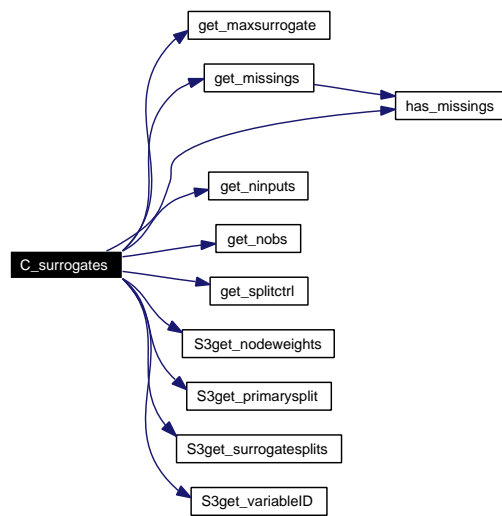 get_maxsurrogate
get_missings
has_missings
get_ninputs
get_nobs
C_surrogates
get_splitctrl
S3get_nodeweights
S3get_primarysplit
S3get_surrogatesplits
S3get_variableID